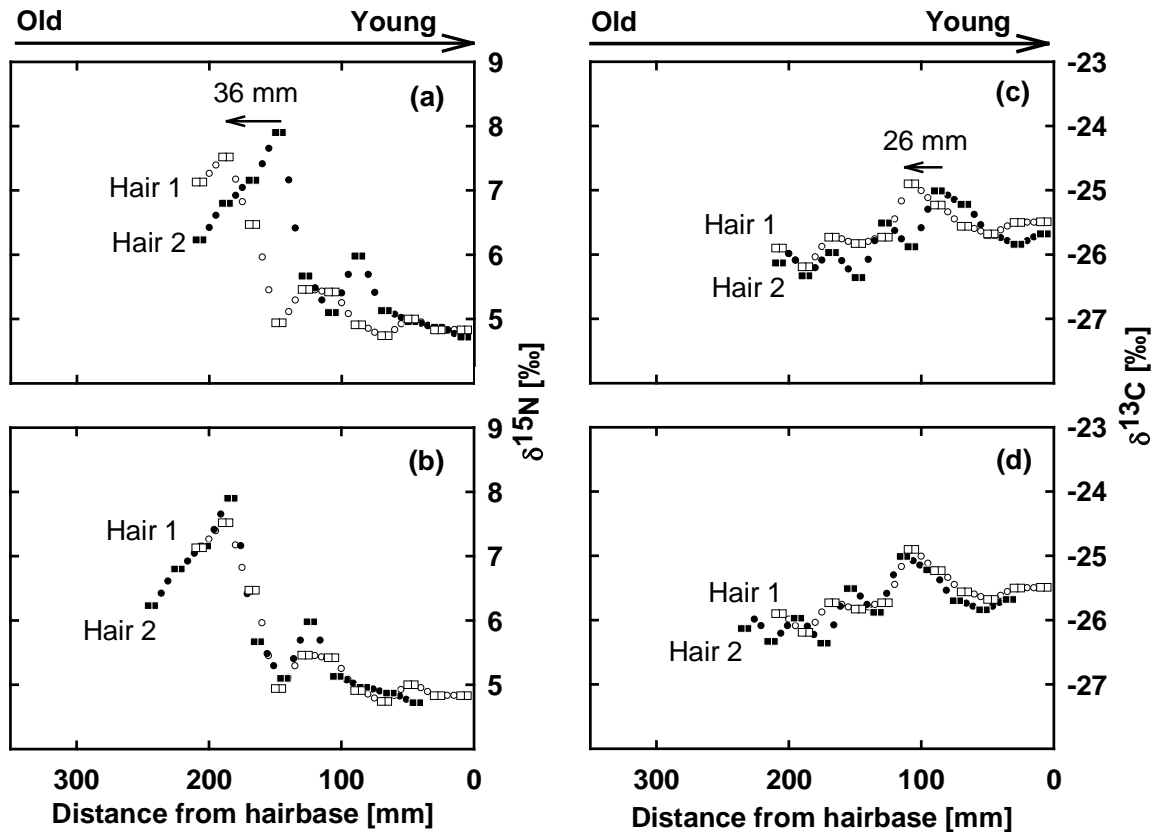 Old Young
Old Young
9
(a)
36 mm
8
Hair 1
7
Hair 2
6
5
-23
(c)
-24
26 mm
-25
Hair 1
-26
Hair 2
-27
δ15N [‰]
δ13C [‰]
9
(b)
8
Hair 1
7
6
Hair 2
5
300 200 100 0
Distance from hairbase [mm]
-23
(d)
-24
-25
Hair 1
-26
Hair 2
-27
300 200 100 0
Distance from hairbase [mm]